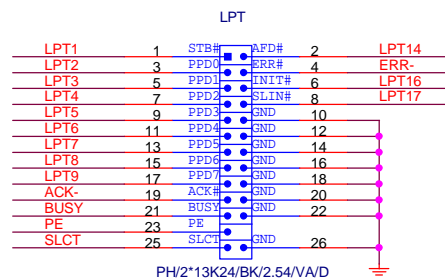 LPT
LPT1 1 STB# AFD# 2 LPT14
LPT2 3 PPD0 ERR# 4 ERR-
LPT3 5 PPD1 INIT# 6 LPT16
LPT4 7 PPD2 SLIN# 8 LPT17
LPT5 9 PPD3 GND 10
LPT6 11 PPD4 GND 12
LPT7 13 PPD5 GND 14
LPT8 15 PPD6 GND 16
LPT9 17 PPD7 GND 18
ACK- 19 ACK# GND 20
BUSY 21 BUSY GND 22
PE 23 PE
SLCT 25 SLCT GND 26
PH/2*13K24/BK/2.54/VA/D